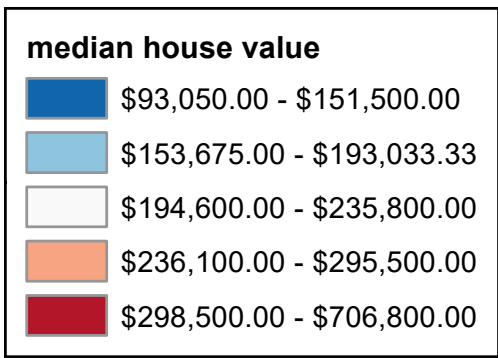 median house value
$93,050.00 - $151,500.00
$153,675.00 - $193,033.33
$194,600.00 - $235,800.00
$236,100.00 - $295,500.00
$298,500.00 - $706,800.00